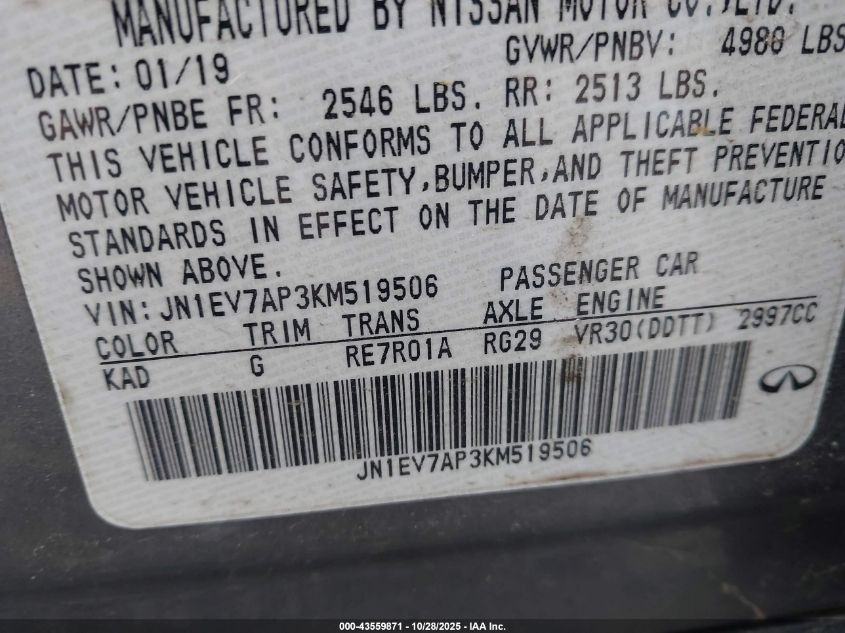 MANUFACTURED BY NISSAN MOTOR CO.,LTD.
DATE: 01/19 GVWR/PNBV: 4980 LBS
GAWR/PNBE FR: 2546 LBS. RR: 2513 LBS.
THIS VEHICLE CONFORMS TO ALL APPLICABLE FEDERAL
MOTOR VEHICLE SAFETY,BUMPER,AND THEFT PREVENTIO
STANDARDS IN EFFECT ON THE DATE OF MANUFACTURE
SHOWN ABOVE.
VIN: JN1EV7AP3KM519506 PASSENGER CAR
COLOR TRIM TRANS AXLE ENGINE
KAD G RE7R01A RG29 VR30(DDTT) 2997CC
JN1EV7AP3KM519506
000-43559871 | 10/28/2025 - IAA Inc.